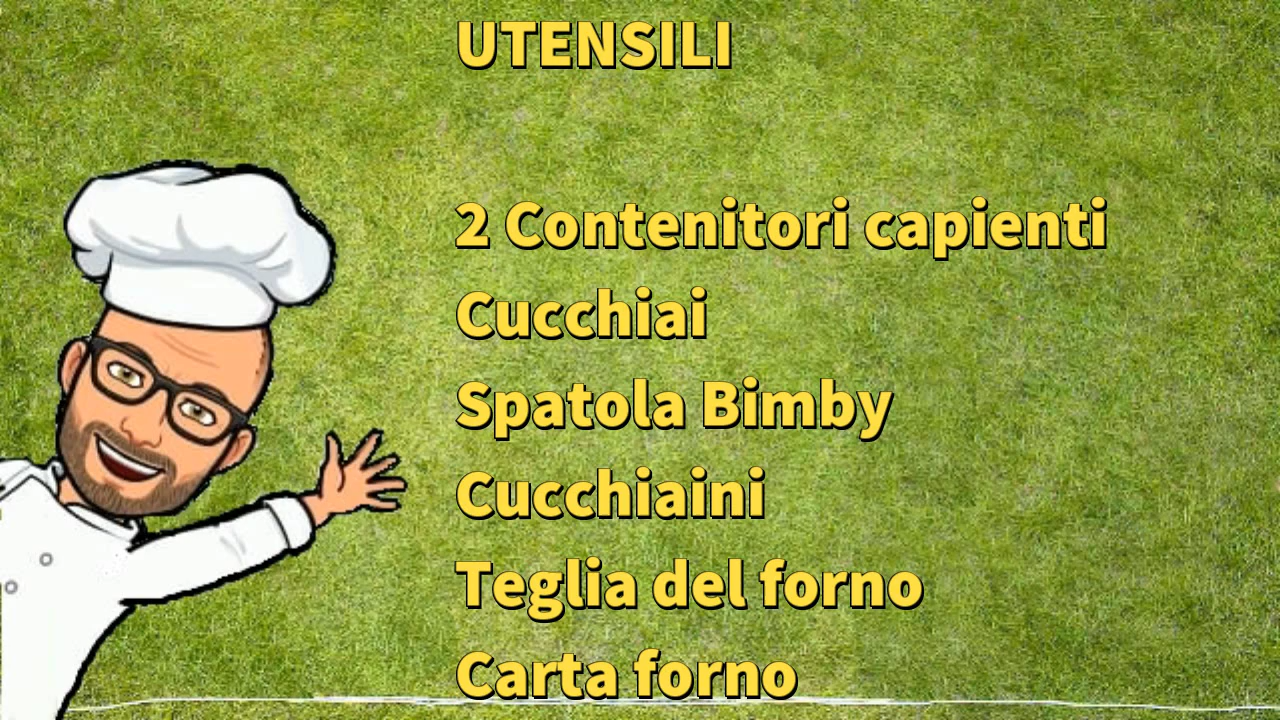 UTENSILI
2 Contenitori capienti
Cucchiai
Spatola Bimby
Cucchiaini
Teglia del forno
Carta forno